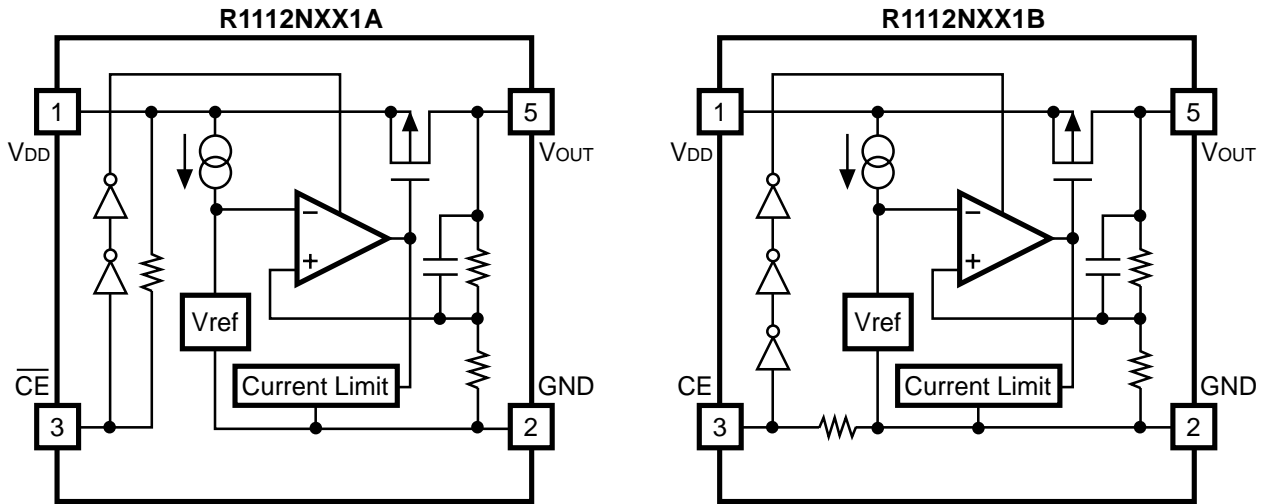 R1112NXX1A
1
VDD
5
VOUT
−
+
Vref
Current Limit
CE
3
GND
2
R1112NXX1B
1
VDD
5
VOUT
−
+
Vref
Current Limit
CE
3
GND
2